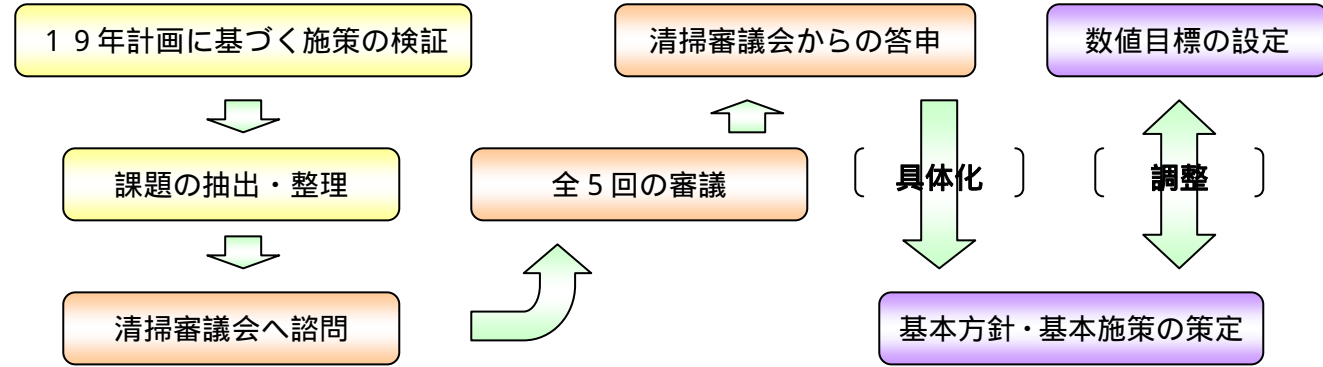 １９年計画に基づく施策の検証
課題の抽出・整理
清掃審議会へ諮問
全５回の審議
清掃審議会からの答申
〔 具体化 〕
数値目標の設定
〔 調整 〕
基本方針・基本施策の策定